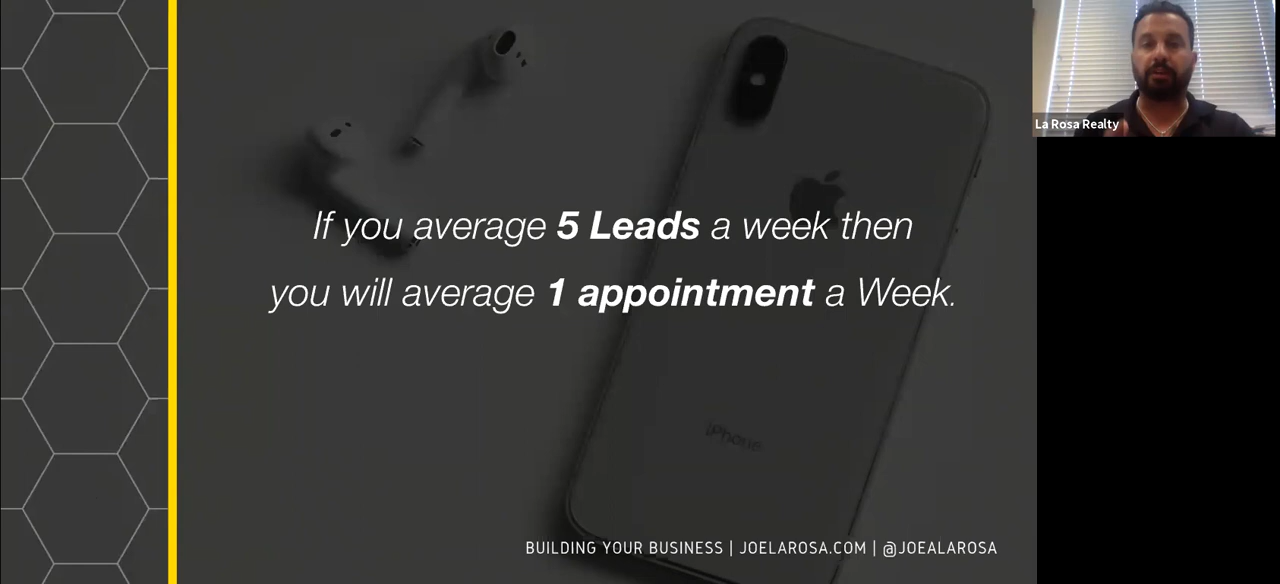 La Rosa Realty
If you average 5 Leads a week then
you will average 1 appointment a Week.
iPhone
BUILDING YOUR BUSINESS | JOELAROSA.COM | @JOEALAROSA